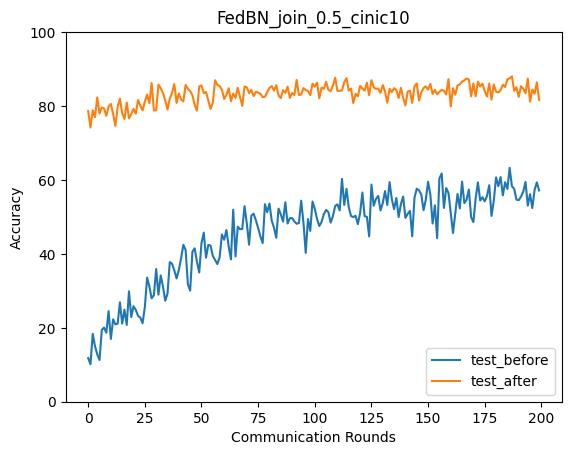 FedBN_join_0.5_cinic10
100
80
60
40
20
0
Accuracy
0 25 50 75 100 125 150 175 200
Communication Rounds
test_before
test_after